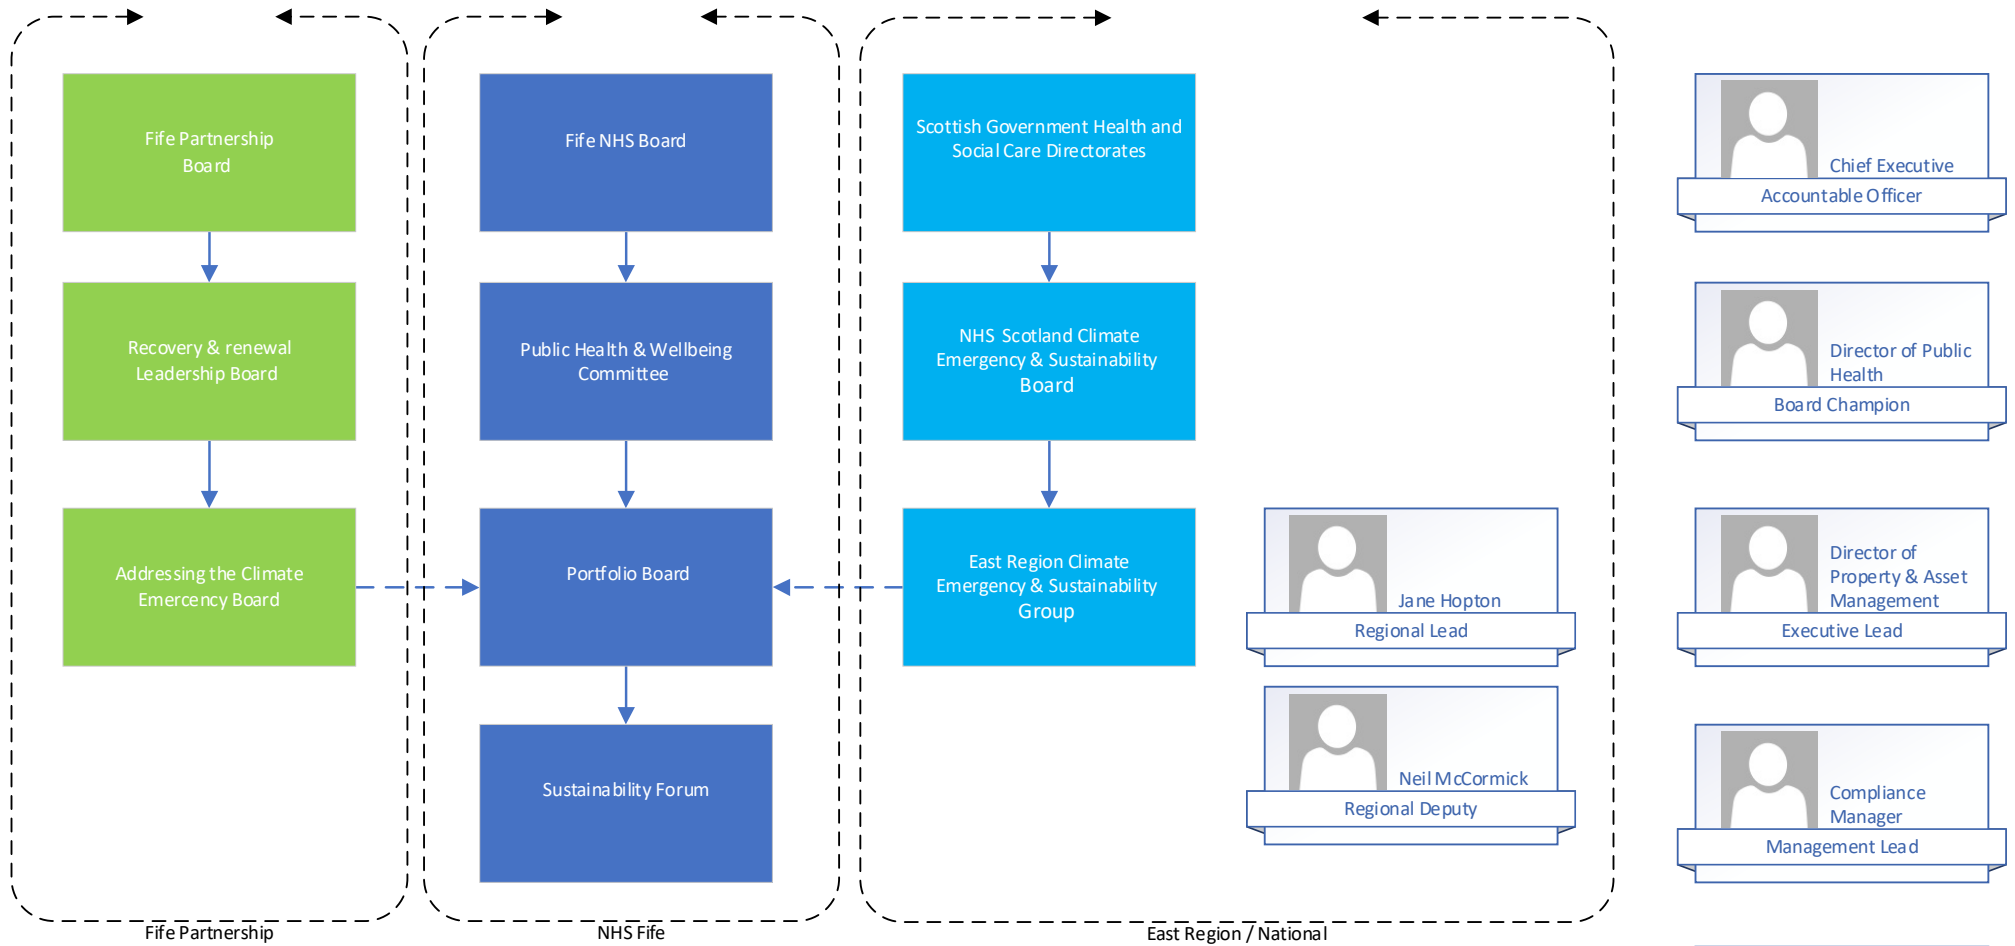 Fife Partnership
Board
Recovery & renewal
Leadership Board
Addressing the Climate
Emercency Board
Fife Partnership
Fife NHS Board
Public Health & Wellbeing
Committee
Portfolio Board
Sustainability Forum
NHS Fife
Scottish Government Health and
Social Care Directorates
NHS Scotland Climate
Emergency & Sustainability
Board
East Region Climate
Emergency & Sustainability
Group
Jane Hopton
Regional Lead
Neil McCormick
Regional Deputy
East Region / National
Chief Executive
Accountable Officer
Director of Public
Health
Board Champion
Director of
Property & Asset
Management
Executive Lead
Compliance
Manager
Management Lead